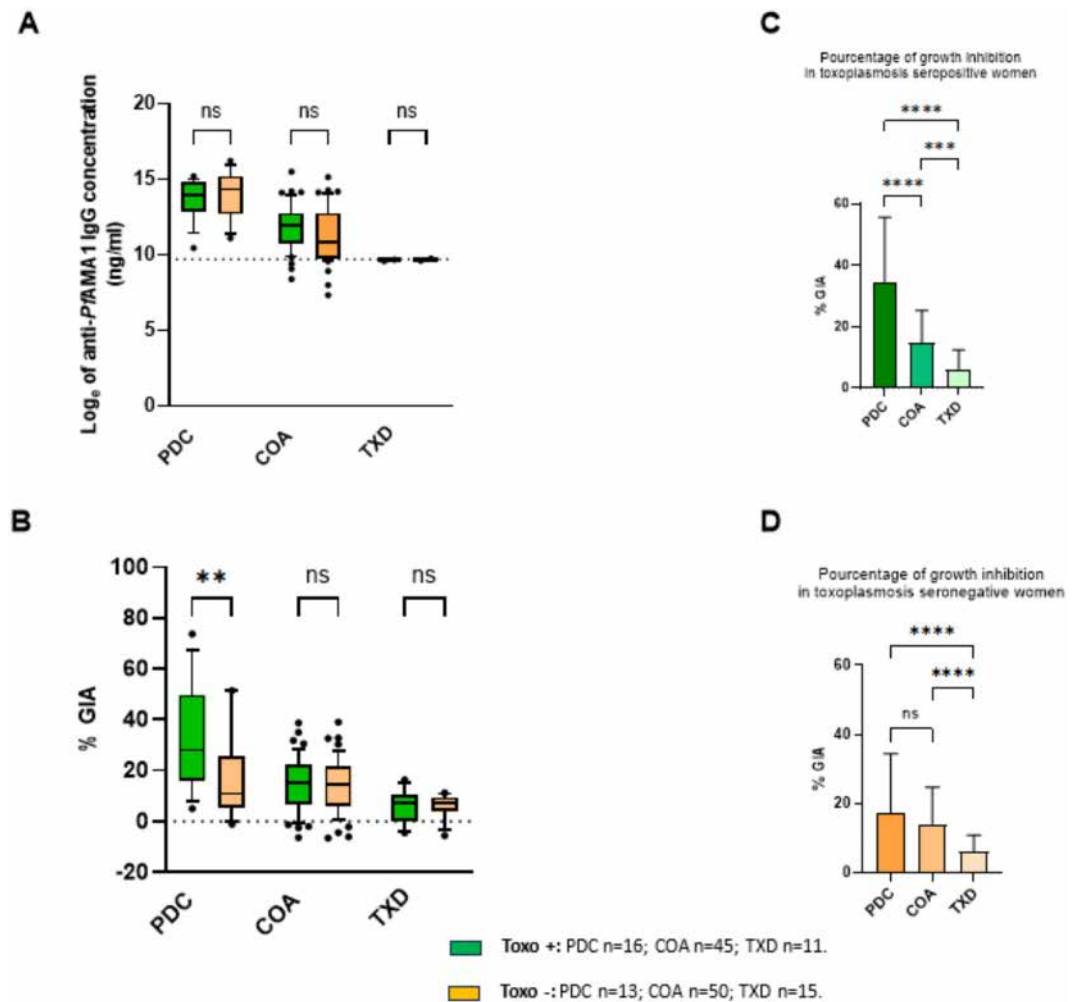 A
Logₑ of anti-PfAMA1 IgG concentration
(ng/ml)
20
15
10
5
0
ns
ns
ns
PDC
COA
TXD
B
% GIA
100
80
60
40
20
0
-20
**
ns
ns
PDC
COA
TXD
C
Pourcentage of growth inhibition
in toxoplasmosis seropositive women
****
***
****
% GIA
60
40
20
0
PDC
COA
TXD
D
Pourcentage of growth inhibition
in toxoplasmosis seronegative women
****
****
ns
% GIA
60
40
20
0
PDC
COA
TXD
Toxo +: PDC n=16; COA n=45; TXD n=11.
Toxo -: PDC n=13; COA n=50; TXD n=15.